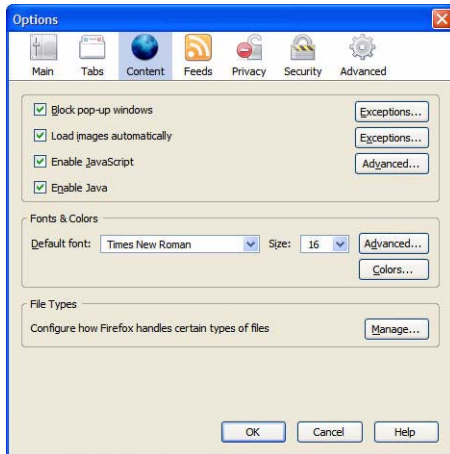 Options
Main Tabs Content Feeds Privacy Security Advanced
Block pop-up windows Exceptions...
Load images automatically Exceptions...
Enable JavaScript Advanced...
Enable Java
Fonts & Colors
Default font: Times New Roman Size: 16 Advanced...
Colors...
File Types
Configure how Firefox handles certain types of files Manage...
OK Cancel Help